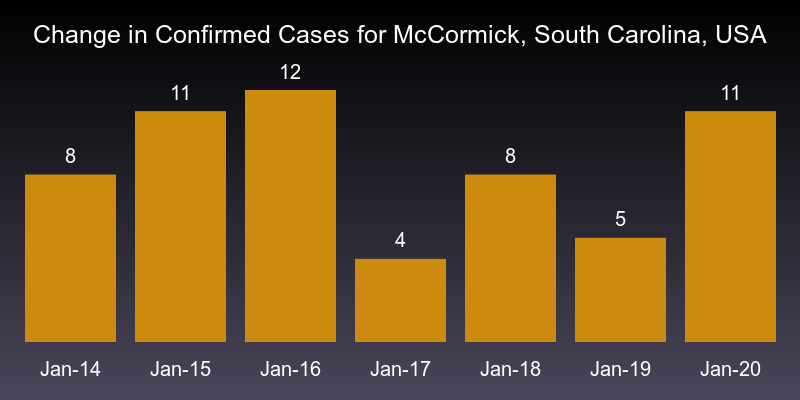 Change in Confirmed Cases for McCormick, South Carolina, USA
8
11
12
4
8
5
11
Jan-14
Jan-15
Jan-16
Jan-17
Jan-18
Jan-19
Jan-20